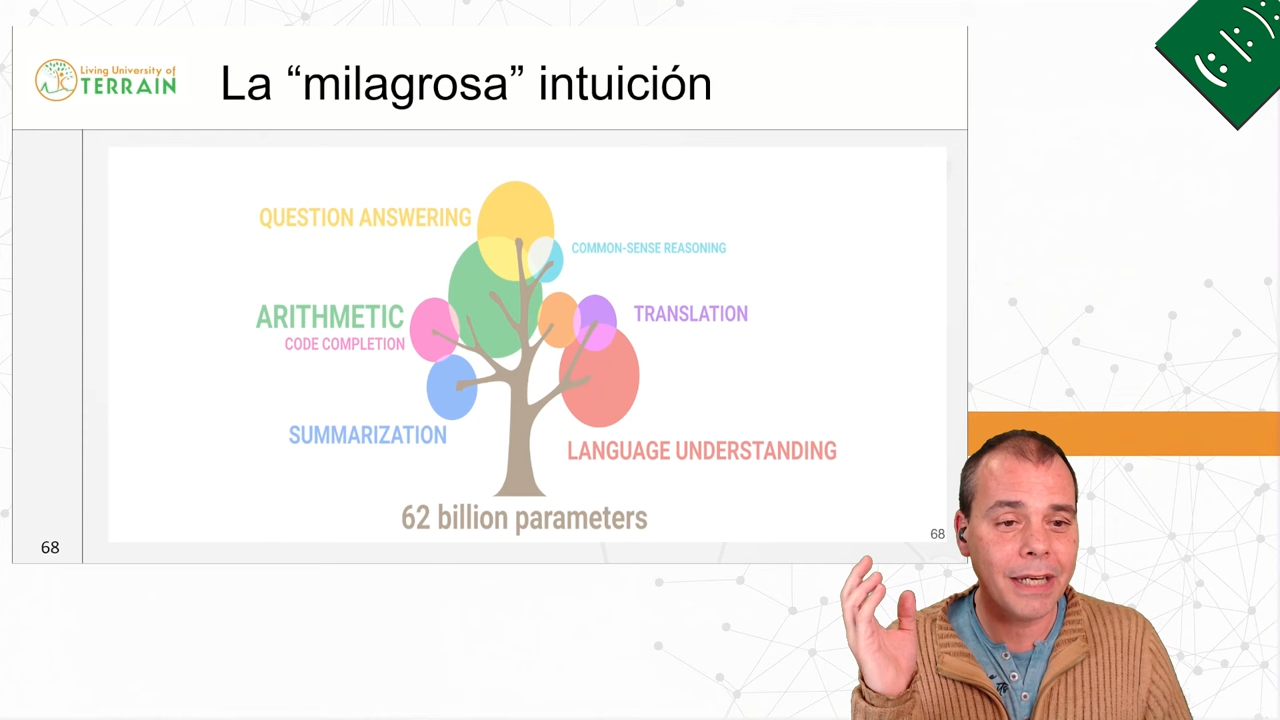 Living University of
TERRAIN
La “milagrosa” intuición
QUESTION ANSWERING
COMMON-SENSE REASONING
ARITHMETIC
TRANSLATION
CODE COMPLETION
SUMMARIZATION
LANGUAGE UNDERSTANDING
62 billion parameters
68
68